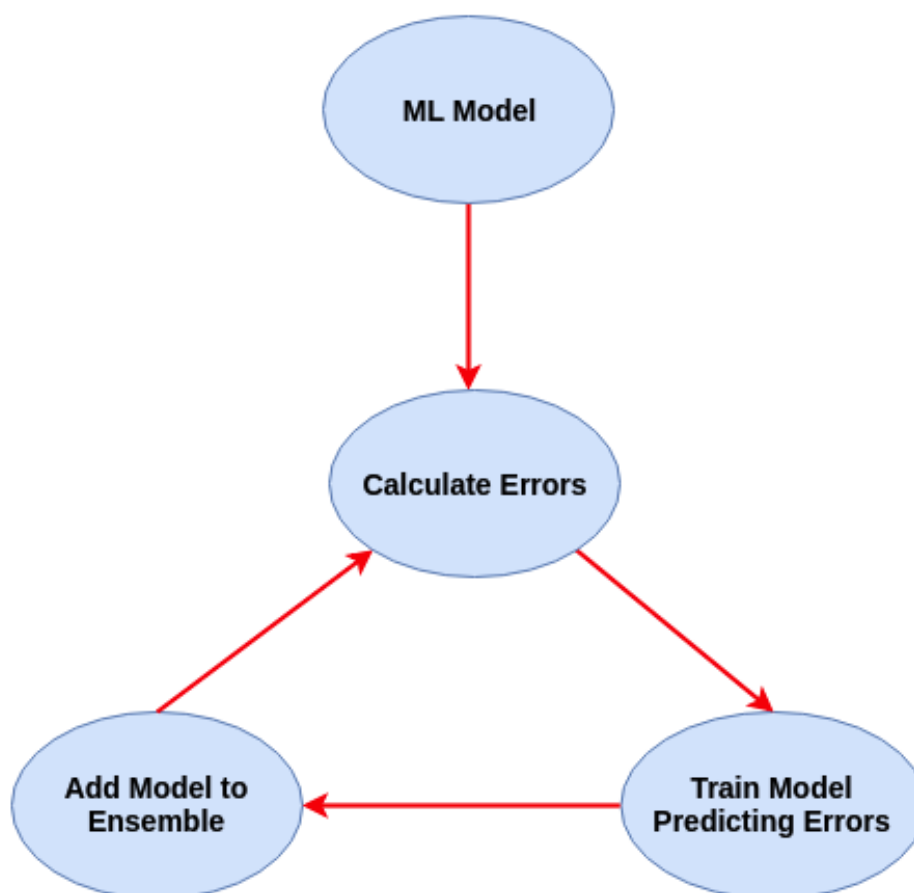 ML Model
Calculate Errors
Add Model to
Ensemble
Train Model
Predicting Errors